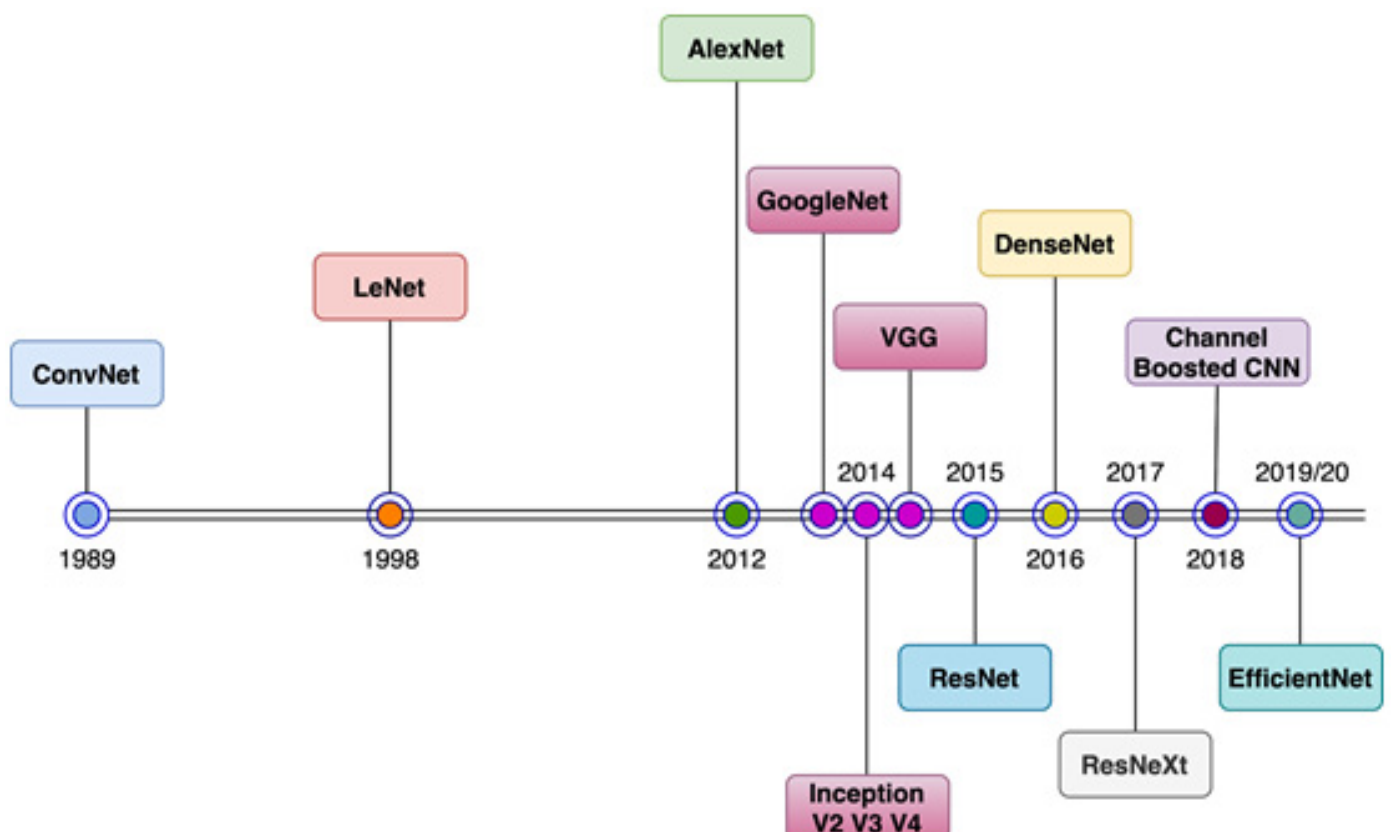 AlexNet
GoogleNet
DenseNet
LeNet
VGG
Channel
Boosted CNN
ConvNet
2014
2015
2017
2019/20
1989
1998
2012
2016
2018
ResNet
EfficientNet
ResNeXt
Inception
V2 V3 V4